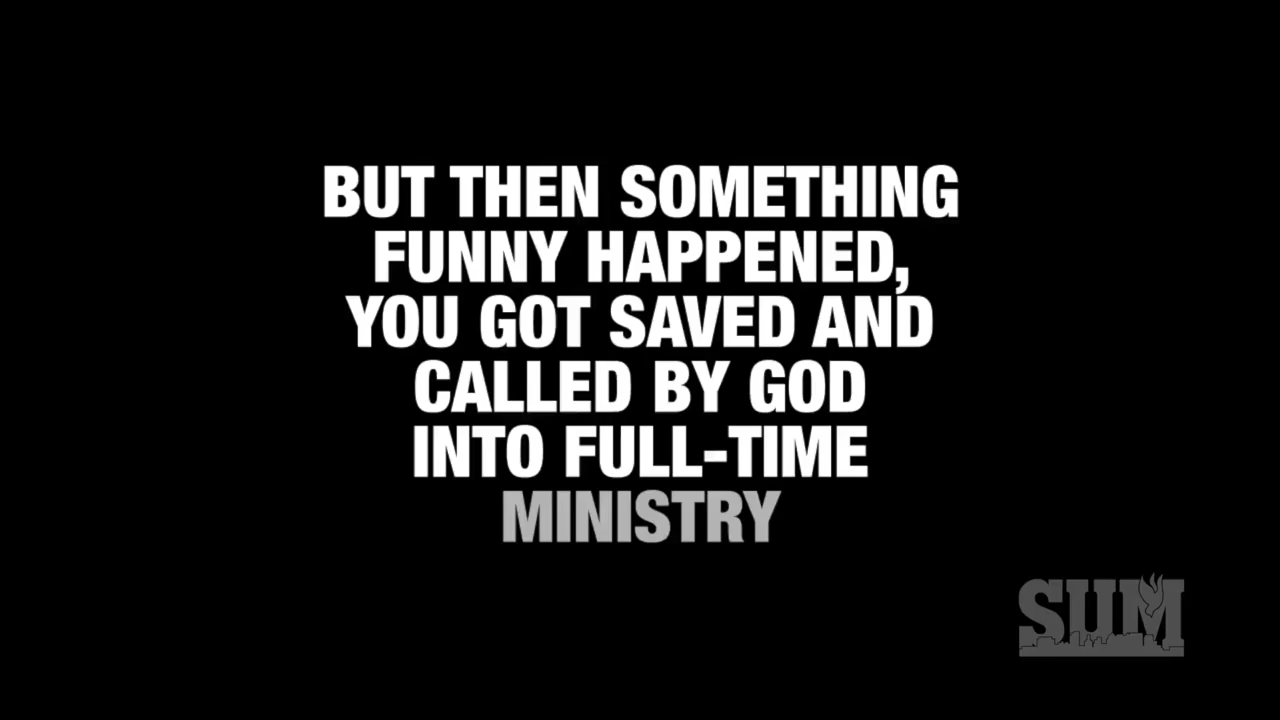 BUT THEN SOMETHING
FUNNY HAPPENED,
YOU GOT SAVED AND
CALLED BY GOD
INTO FULL-TIME
MINISTRY
SUM